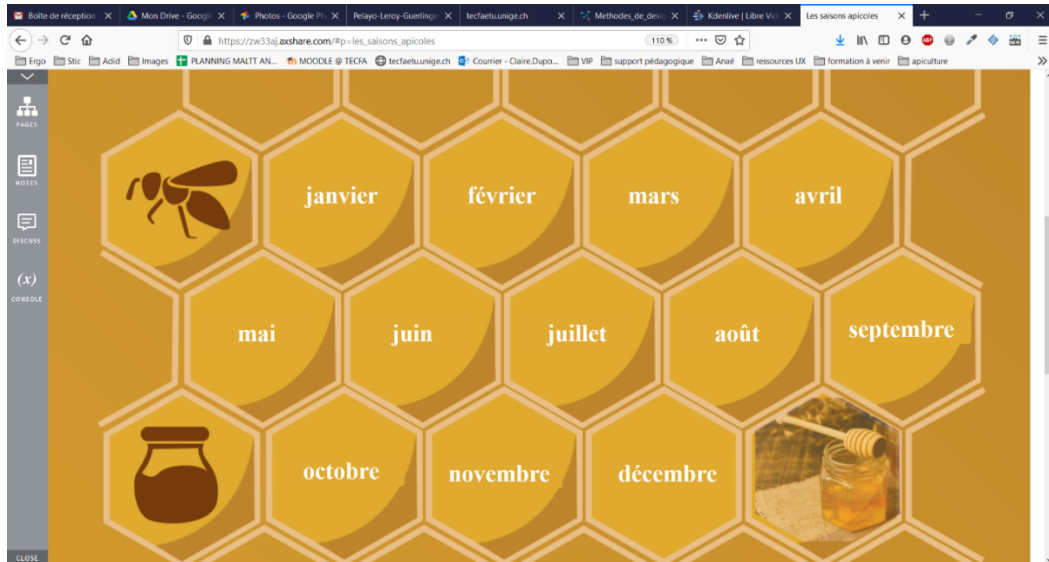 Boîte de réception
Mon Drive - Google
Photos - Google Ph
Pelayo-Leroy-Guerlinge
tecfaetu.unige.ch
Methodes_de_desig
Kdenlive | Libre Vid
Les saisons apicoles
https://zw33aj.axshare.com/#p=les_saisons_apicoles
110 %
Ergo
Stic
Adid
Images
PLANNING MALTT AN...
MOODLE @ TECFA
tecfaetu.unige.ch
Courrier - Claire.Dupo...
VIP
support pédagogique
Anaé
ressources UX
formation à venir
apiculture
PAGES
NOTES
DISCUSS
(x)
CONSOLE
CLOSE
janvier
février
mars
avril
mai
juin
juillet
août
septembre
octobre
novembre
décembre